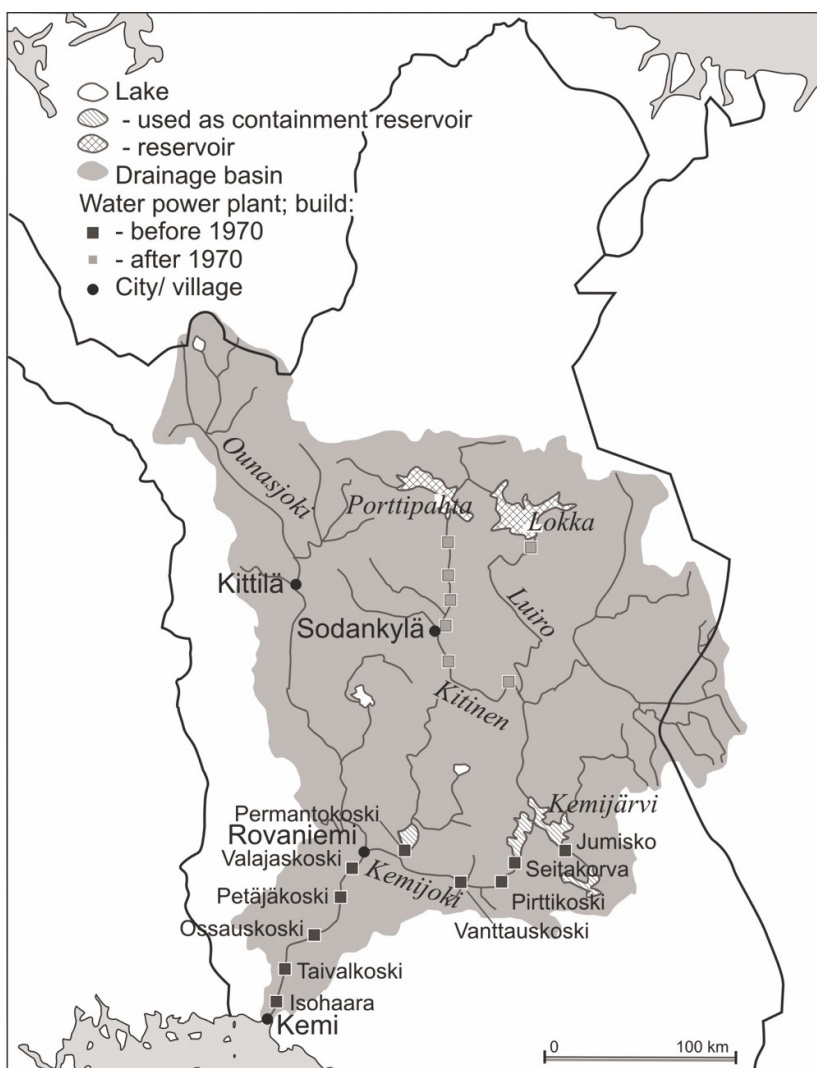 Lake
- used as containment reservoir
- reservoir
Drainage basin
Water power plant; build:
- before 1970
- after 1970
City/ village
Ounasjoki
Porttipahta
Lokka
Kittilä
Luiro
Sodankylä
Kitinen
Kemijärvi
Permantokoski
Rovaniemi
Jumisko
Valajaskoski
Seitakorva
Kemijoki
Petäjäkoski
Pirttikoski
Ossauskoski
Vanttauskoski
Taivalkoski
Isohaara
Kemi
0 100 km